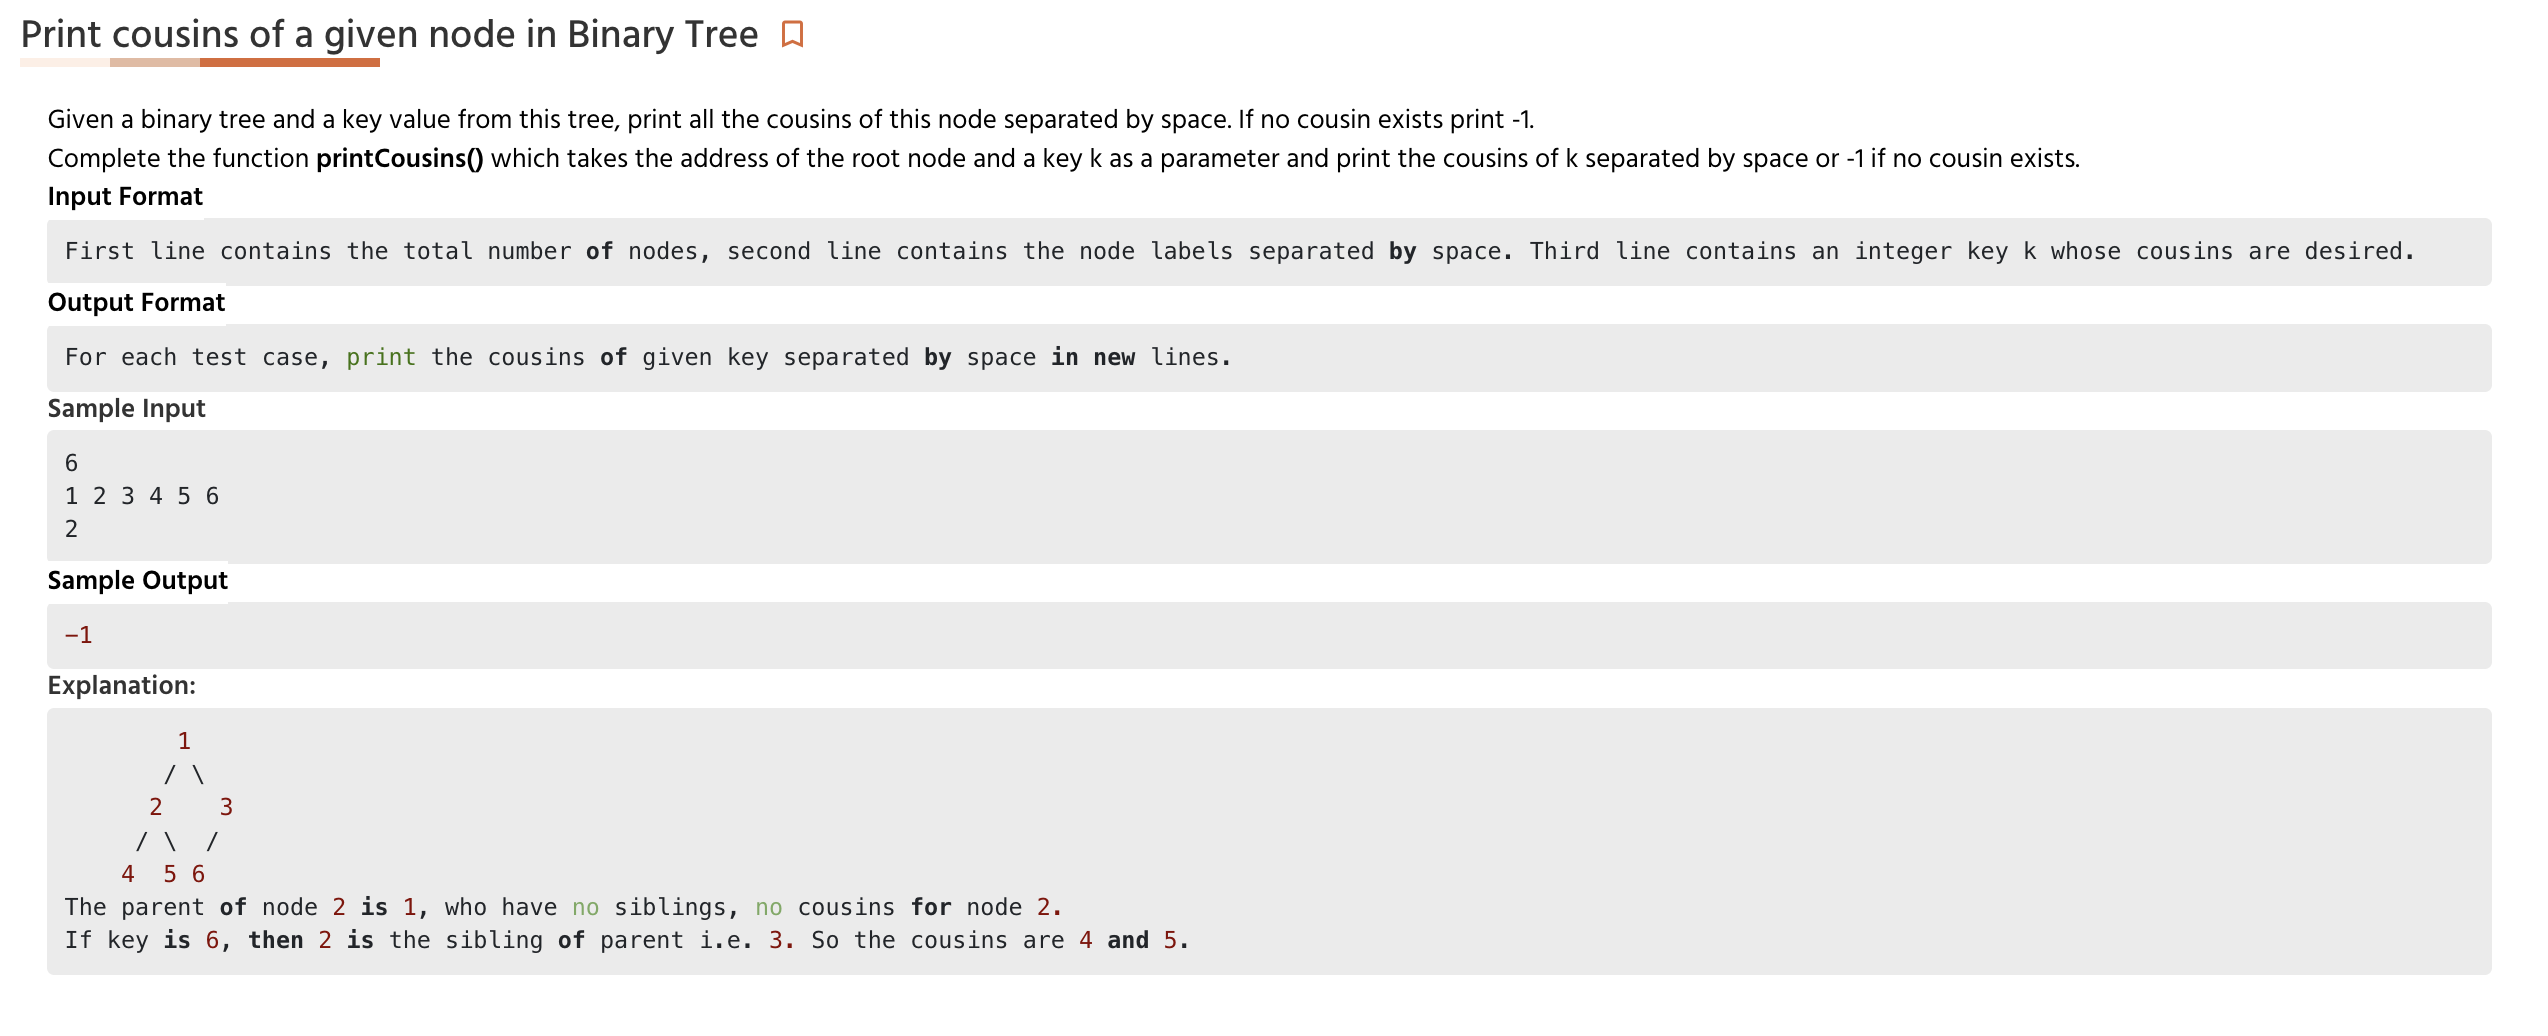 Print cousins of a given node in Binary Tree
Given a binary tree and a key value from this tree, print all the cousins of this node separated by space. If no cousin exists print -1.
Complete the function printCousins() which takes the address of the root node and a key k as a parameter and print the cousins of k separated by space or -1 if no cousin exists.
Input Format
First line contains the total number of nodes, second line contains the node labels separated by space. Third line contains an integer key k whose cousins are desired.
Output Format
For each test case, print the cousins of given key separated by space in new lines.
Sample Input
6
1 2 3 4 5 6
2
Sample Output
−1
Explanation:
        1
       / \
      2    3
     / \  /
    4  5 6
The parent of node 2 is 1, who have no siblings, no cousins for node 2.
If key is 6, then 2 is the sibling of parent i.e. 3. So the cousins are 4 and 5.